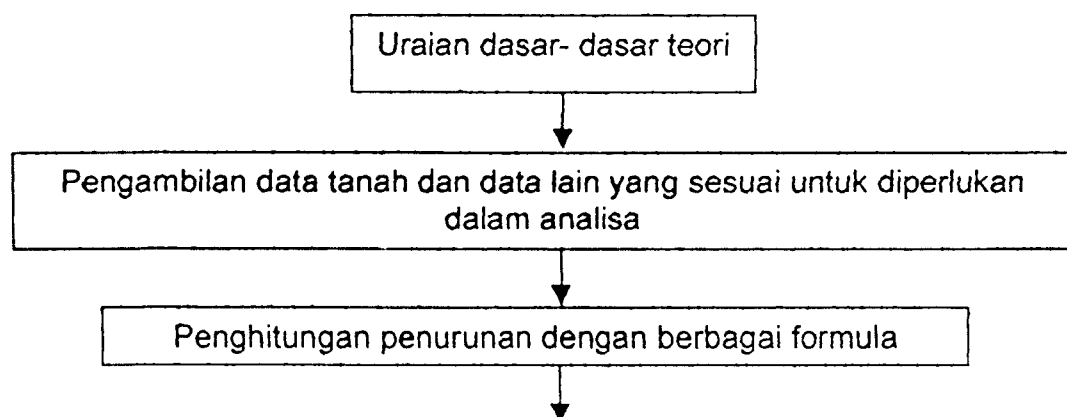 Uraian dasar- dasar teori
Pengambilan data tanah dan data lain yang sesuai untuk diperlukan
dalam analisa
Penghitungan penurunan dengan berbagai formula